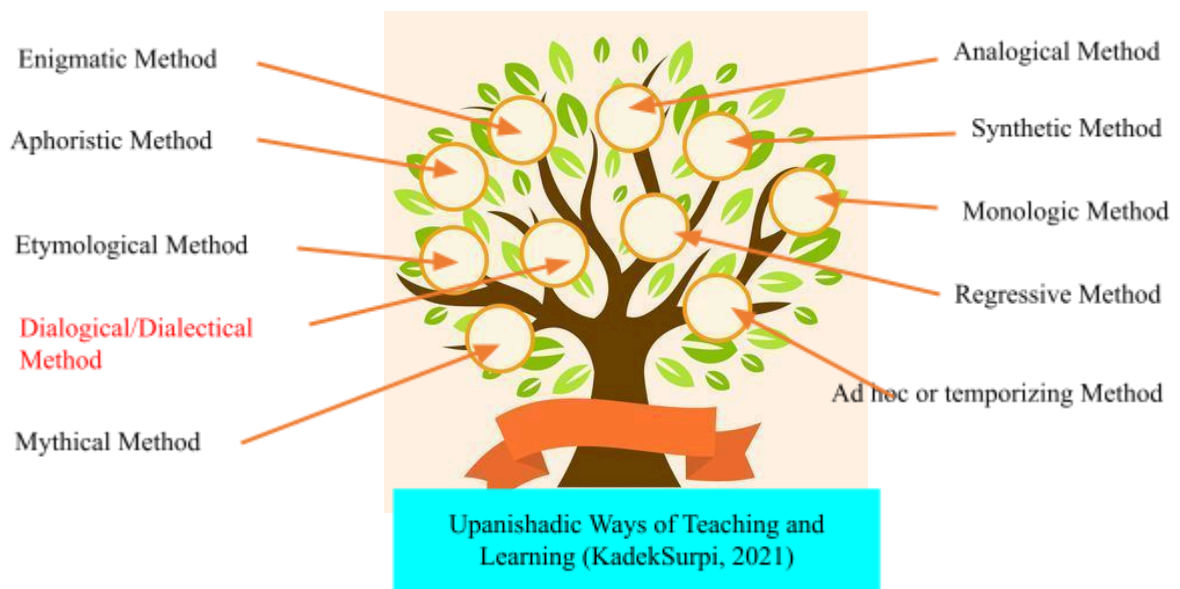 Enigmatic Method
Aphoristic Method
Etymological Method
Dialogical/Dialectical
Method
Mythical Method
Analogical Method
Synthetic Method
Monologic Method
Regressive Method
Ad hoc or temporizing Method
Upanishadic Ways of Teaching and
Learning (KadekSurpi, 2021)